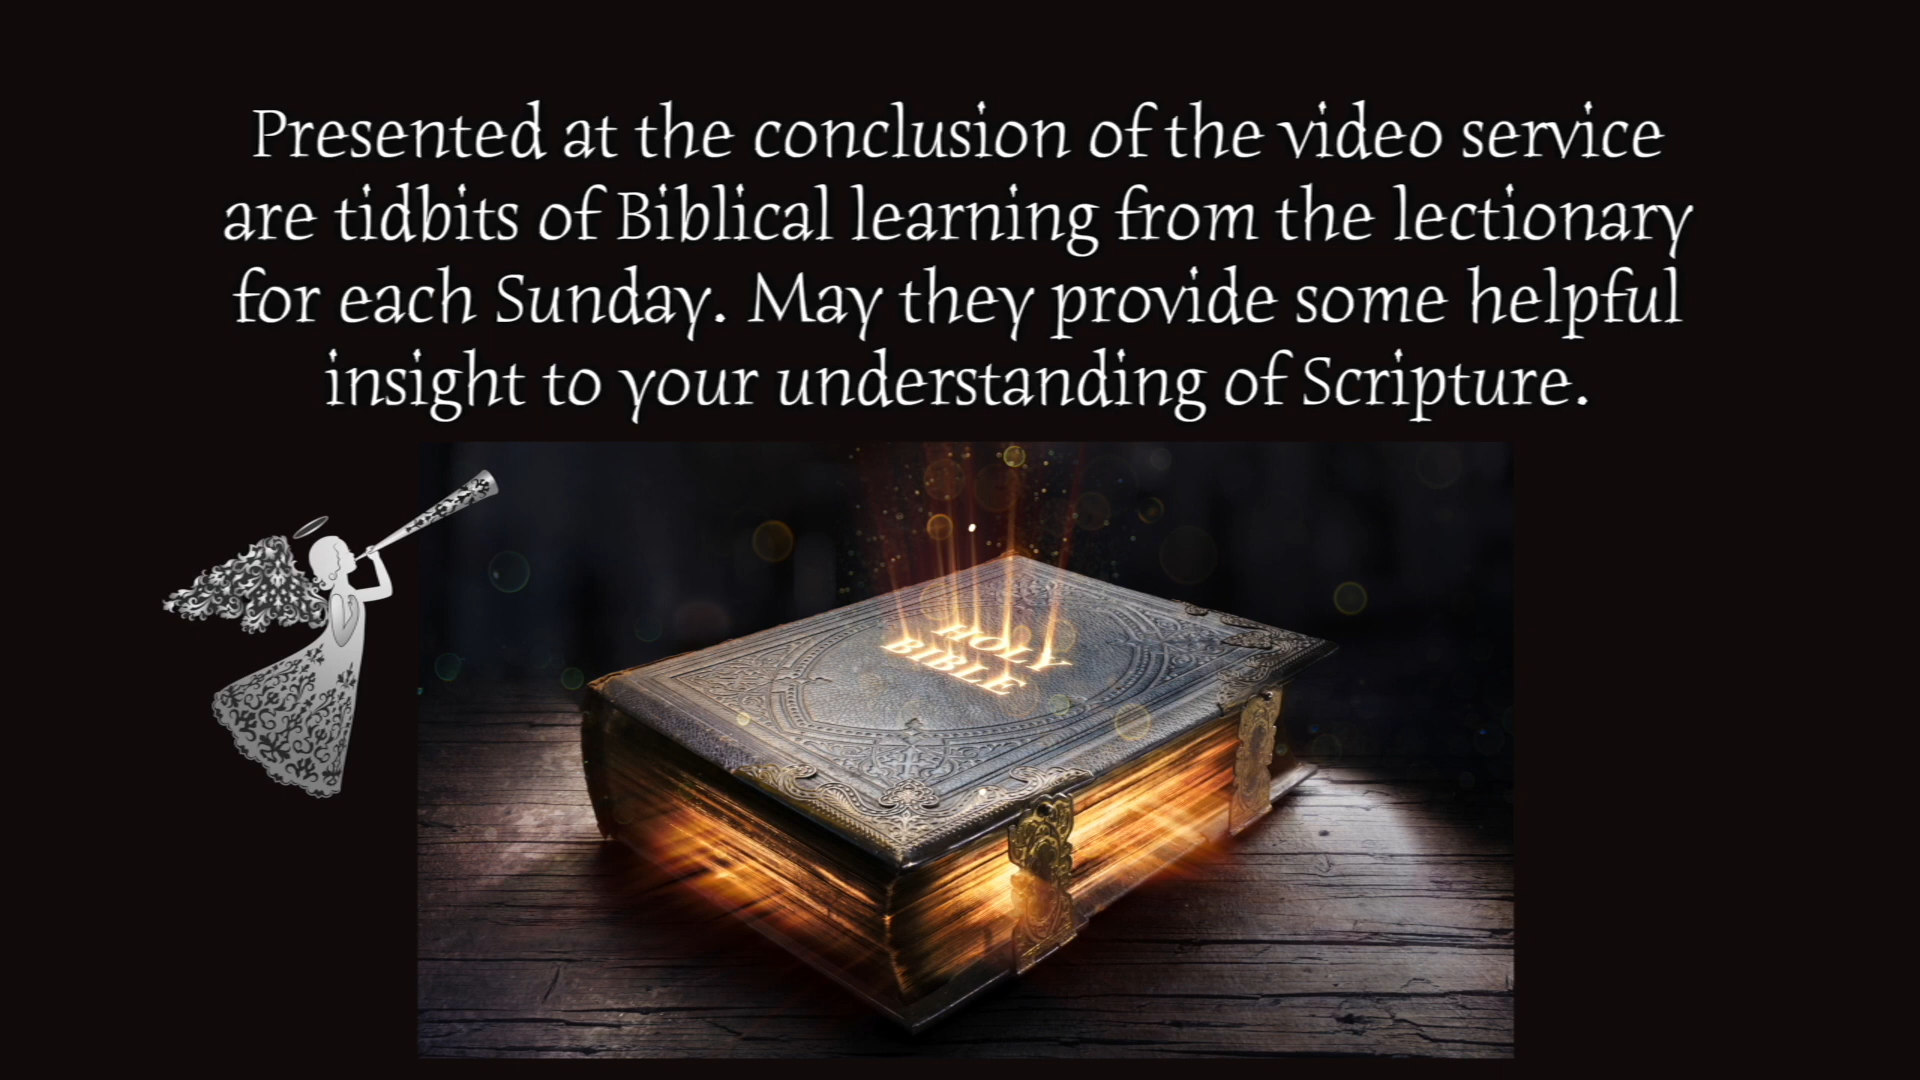 Presented at the conclusion of the video service
are tidbits of Biblical learning from the lectionary
for each Sunday. May they provide some helpful
insight to your understanding of Scripture.
HOLY
BIBLE